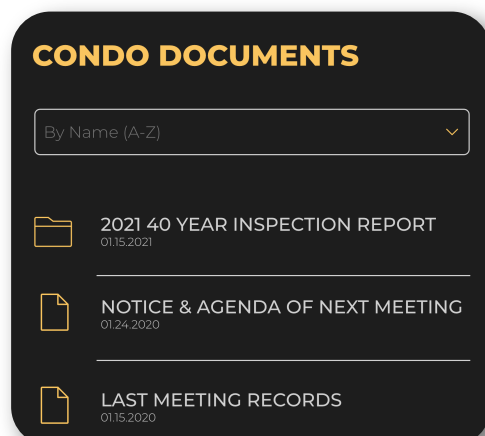 CONDO DOCUMENTS
By Name (A-Z)
2021 40 YEAR INSPECTION REPORT
01.15.2021
NOTICE & AGENDA OF NEXT MEETING
01.24.2020
LAST MEETING RECORDS
01.15.2020